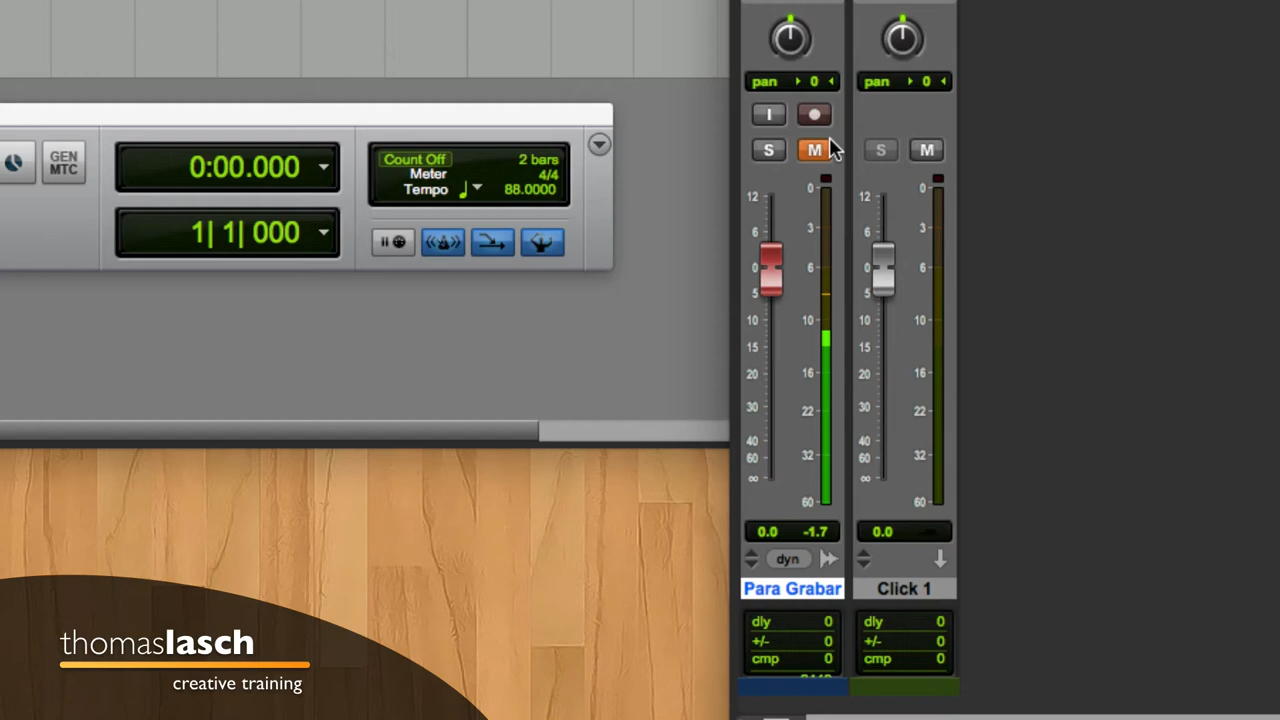 GEN
MTC
0:00.000
1| 1| 000
Count Off 2 bars
Meter 4/4
Tempo 88.0000
pan 0
pan 0
I
S M
S M
12 0
6 3
0 6
5
10 10
15
20 16
30 22
40
60 32
∞
60
12 0
6 3
0 6
5
10 10
15
20 16
30 22
40
60 32
∞
60
0.0 -1.7
0.0
dyn
Para Grabar
Click 1
dly 0
+/- 0
cmp 0
dly 0
+/- 0
cmp 0
thomaslasch
creative training